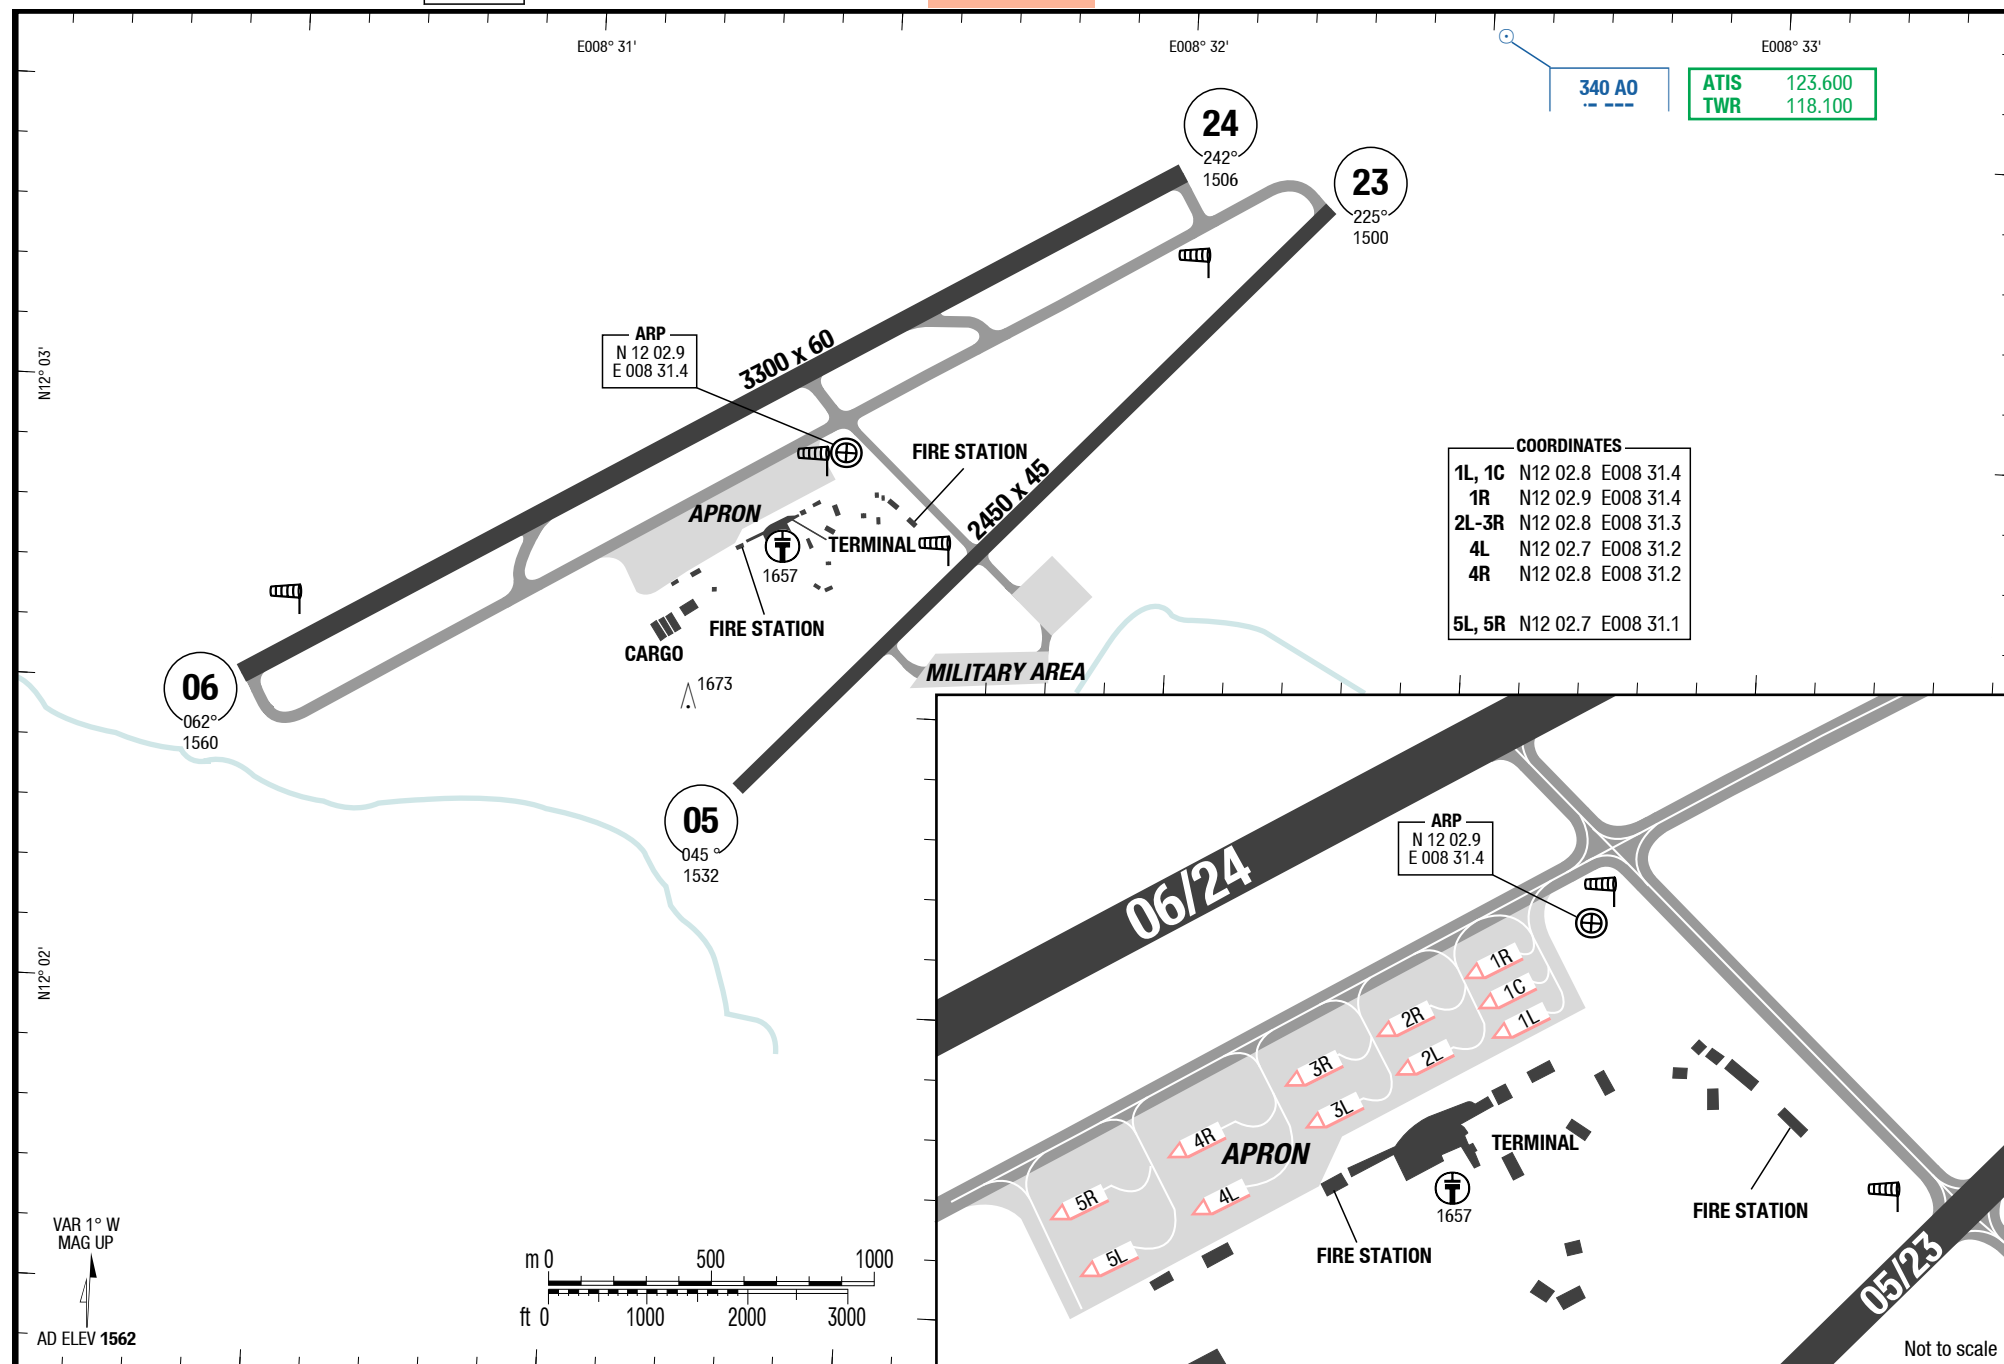 E008° 31'
E008° 32'
E008° 33'
340 AO
ATIS 123.600
TWR 118.100
24
242°
1506
23
225°
1500
N12° 03'
ARP
N 12 02.9
E 008 31.4
3300 x 60
2450 x 45
FIRE STATION
APRON
TERMINAL
1657
FIRE STATION
CARGO
1673
MILITARY AREA
06
062°
1560
05
045 °
1532
COORDINATES
1L, 1C N12 02.8 E008 31.4
1R N12 02.9 E008 31.4
2L-3R N12 02.8 E008 31.3
4L N12 02.7 E008 31.2
4R N12 02.8 E008 31.2
5L, 5R N12 02.7 E008 31.1
N12° 02'
06/24
ARP
N 12 02.9
E 008 31.4
1R
1C
1L
2R
2L
3R
3L
4R
4L
5R
5L
APRON
TERMINAL
1657
FIRE STATION
FIRE STATION
05/23
Not to scale
VAR 1° W
MAG UP
AD ELEV 1562
m 0 500 1000
ft 0 1000 2000 3000